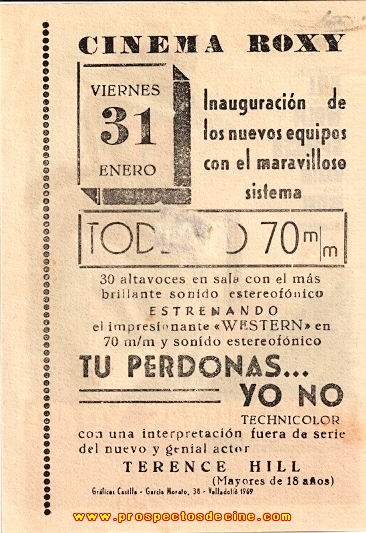 CINEMA ROXY
VIERNES
31
ENERO
Inauguración de
los nuevos equipos
con el maravilloso
sistema
70 m/m
30 altavoces en sala con el más
brillante sonido estereofónico
ESTRENANDO
el impresionante «WESTERN» en
70 m/m y sonido estereofónico
TU PERDONAS...
YO NO
TECHNICOLOR
con una interpretación fuera de serie
del nuevo y genial actor
TERENCE HILL
(Mayores de 18 años)
Gráficas Castilla - García Morato, 38 - Valladolid 1969
www.prospectosdecine.com